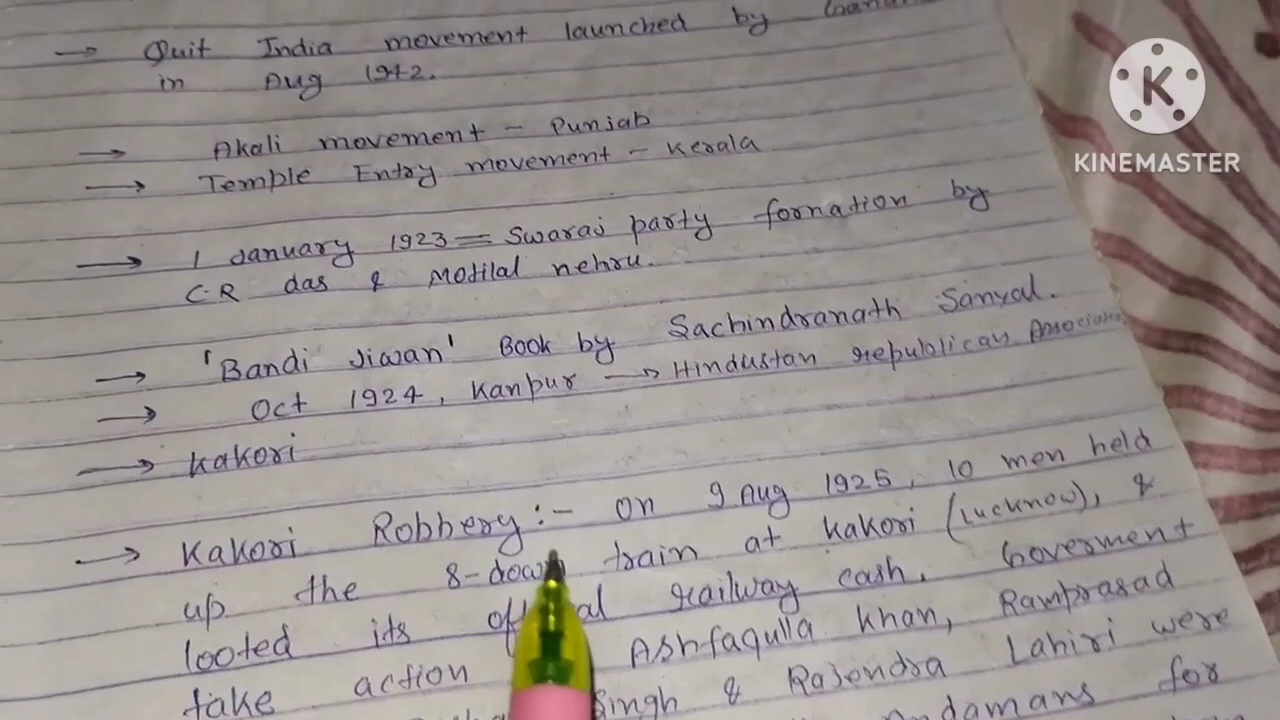 → Quit India movement launched by
in Aug 1942.
→ Akali movement - Punjab
→ Temple Entry movement - Kerala
→ 1 January 1923 = Swaraj party fornation by
C.R das & Motilal nehru.
→ 'Bandi Jiwan' Book by Sachindranath Sanyal.
→ Oct 1924, Kanpur → Hindustan republican
→ Kakori
→ Kakori Robbery :- on 9 Aug 1925, 10 men held
up the 8-down train at Kakori (Lucknow), &
looted its railway cash. Goverment
take action Ashfaqulla Khan, Ramprasad
Singh & Rajendra Lahiri were
for
KINEMASTER